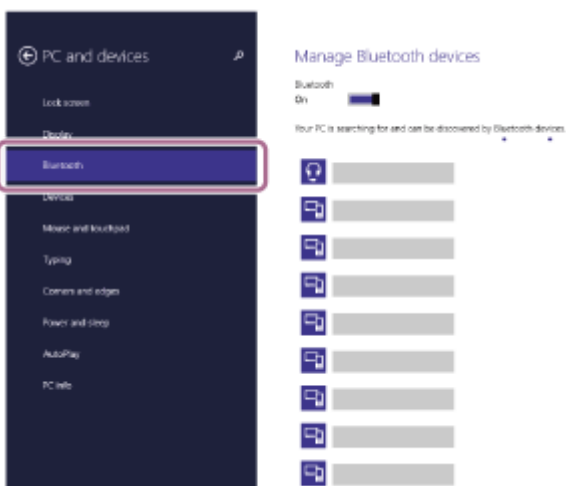 PC and devices
Lock screen
Display
Bluetooth
Devices
Mouse and touchpad
Typing
Corners and edges
Power and sleep
AutoPlay
PC info
Manage Bluetooth devices
Bluetooth
On
Your PC is searching for and can be discovered by Bluetooth devices.